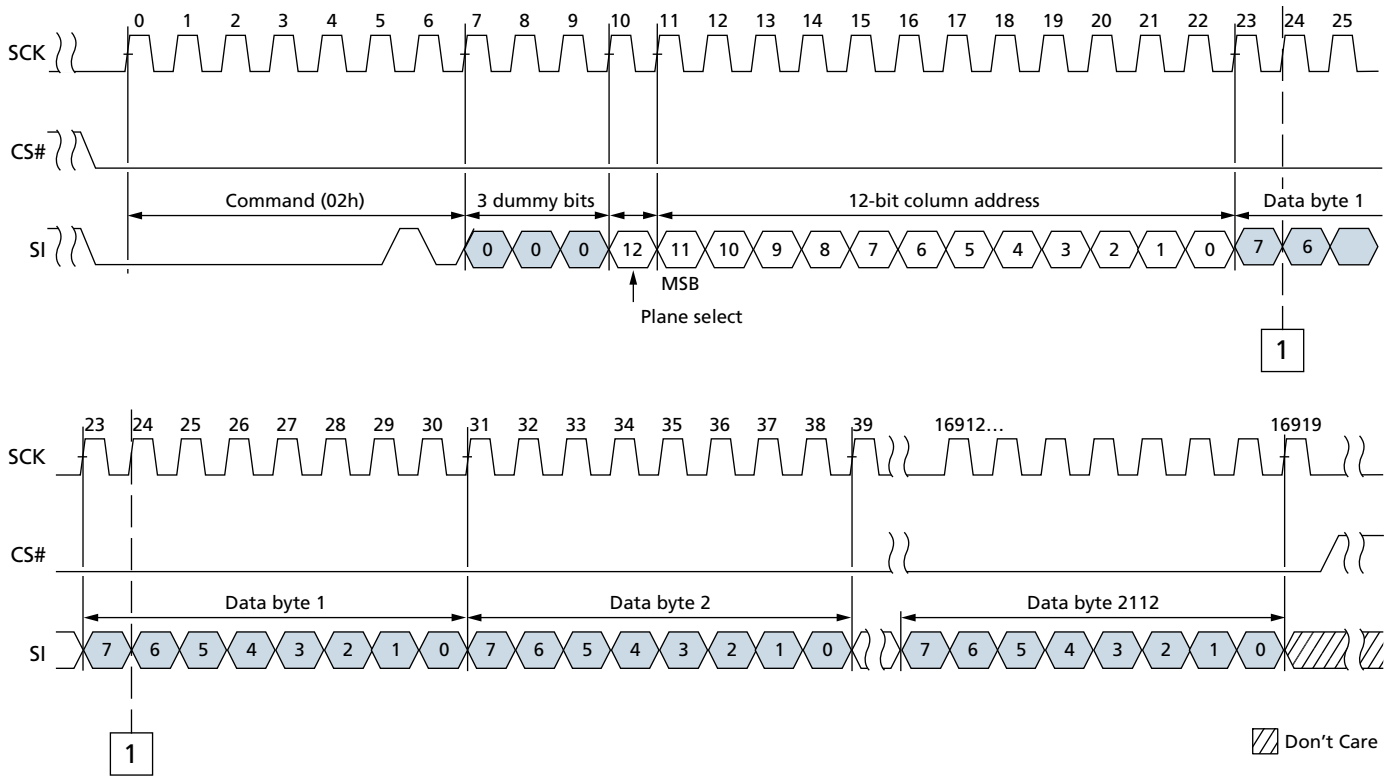 0 1 2 3 4 5 6 7 8 9 10 11 12 13 14 15 16 17 18 19 20 21 22 23 24 25
SCK
CS#
Command (02h) 3 dummy bits 12-bit column address Data byte 1
SI 0 0 0 12 11 10 9 8 7 6 5 4 3 2 1 0 7 6
MSB
Plane select
1
23 24 25 26 27 28 29 30 31 32 33 34 35 36 37 38 39 16912... 16919
SCK
CS#
Data byte 1 Data byte 2 Data byte 2112
SI 7 6 5 4 3 2 1 0 7 6 5 4 3 2 1 0 7 6 5 4 3 2 1 0
1
Don't Care